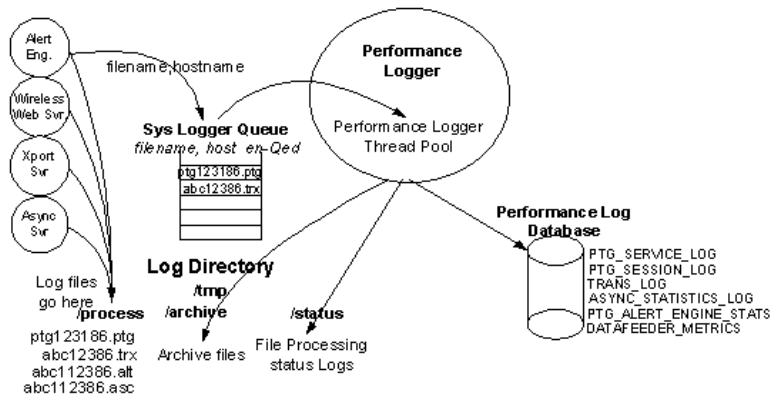 Alert
Eng.
Wireless
Web Svr.
Xport
Svr
Async
Svr
filename,hostname
Sys Logger Queue
filename, host en-Qed
ptg123186.ptg
abc12386.trx
Performance
Logger
Performance Logger
Thread Pool
Log files
go here
/process
ptg123186.ptg
abc12386.trx
abc112386.alt
abc112386.asc
Log Directory
/tmp
/archive
Archive files
/status
File Processing
status Logs
Performance Log
Database
PTG_SERVICE_LOG
PTG_SESSION_LOG
TRANS_LOG
ASYNC_STATISTICS_LOG
PTG_ALERT_ENGINE_STATS
DATAFEEDER_METRICS